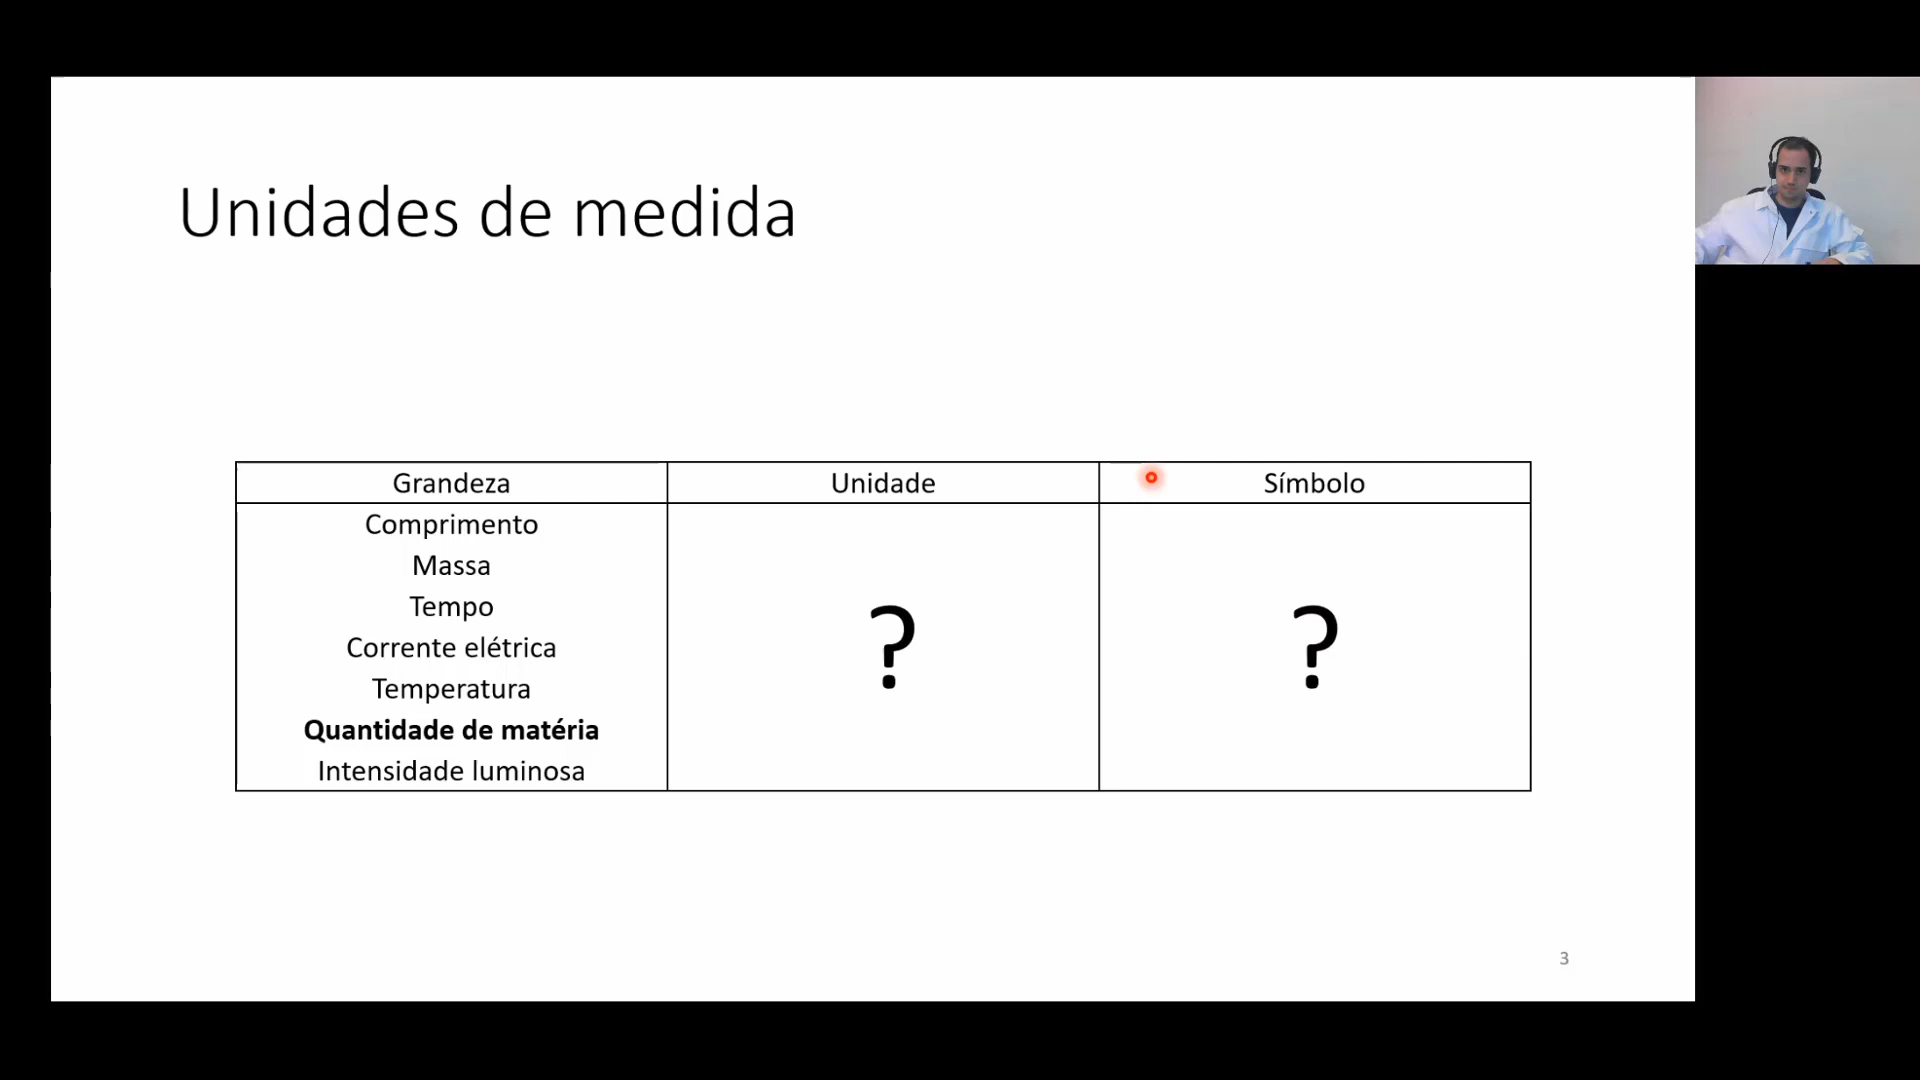 Unidades de medida
Grandeza Unidade Símbolo
Comprimento
Massa
Tempo
Corrente elétrica
Temperatura
Quantidade de matéria
Intensidade luminosa
? ?
3